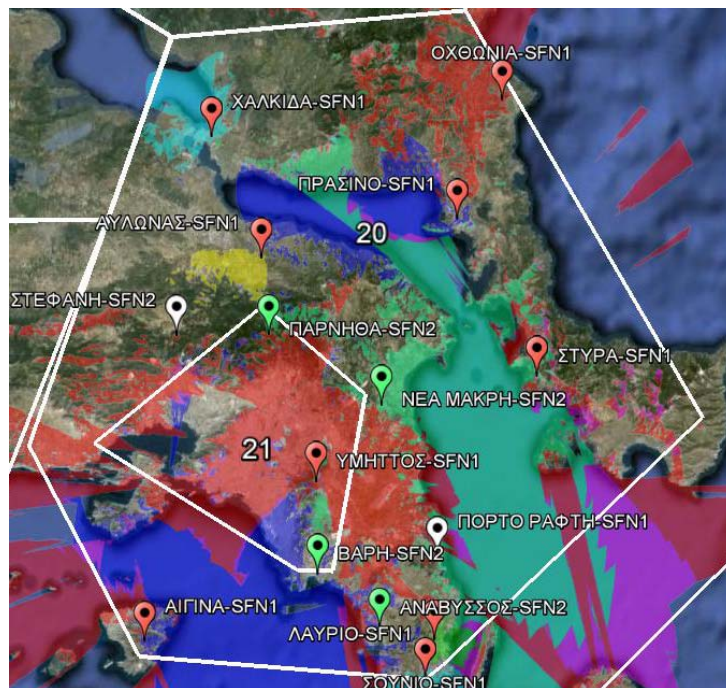 ΟΧΘΩΝΙΑ-SFN1
ΧΑΛΚΙΔΑ-SFN1
ΠΡΑΣΙΝΟ-SFN1
ΑΥΛΩΝΑΣ-SFN1
20
ΣΤΕΦΑΝΗ-SFN2
ΠΑΡΝΗΘΑ-SFN2
ΣΤΥΡΑ-SFN1
ΝΕΑ ΜΑΚΡΗ-SFN2
21
ΥΜΗΤΤΟΣ-SFN1
ΠΟΡΤΟ ΡΑΦΤΗ-SFN1
ΒΑΡΗ-SFN2
ΑΙΓΙΝΑ-SFN1
ΑΝΑΒΥΣΣΟΣ-SFN2
ΛΑΥΡΙΟ-SFN1
ΣΟΥΝΙΟ-SFN1